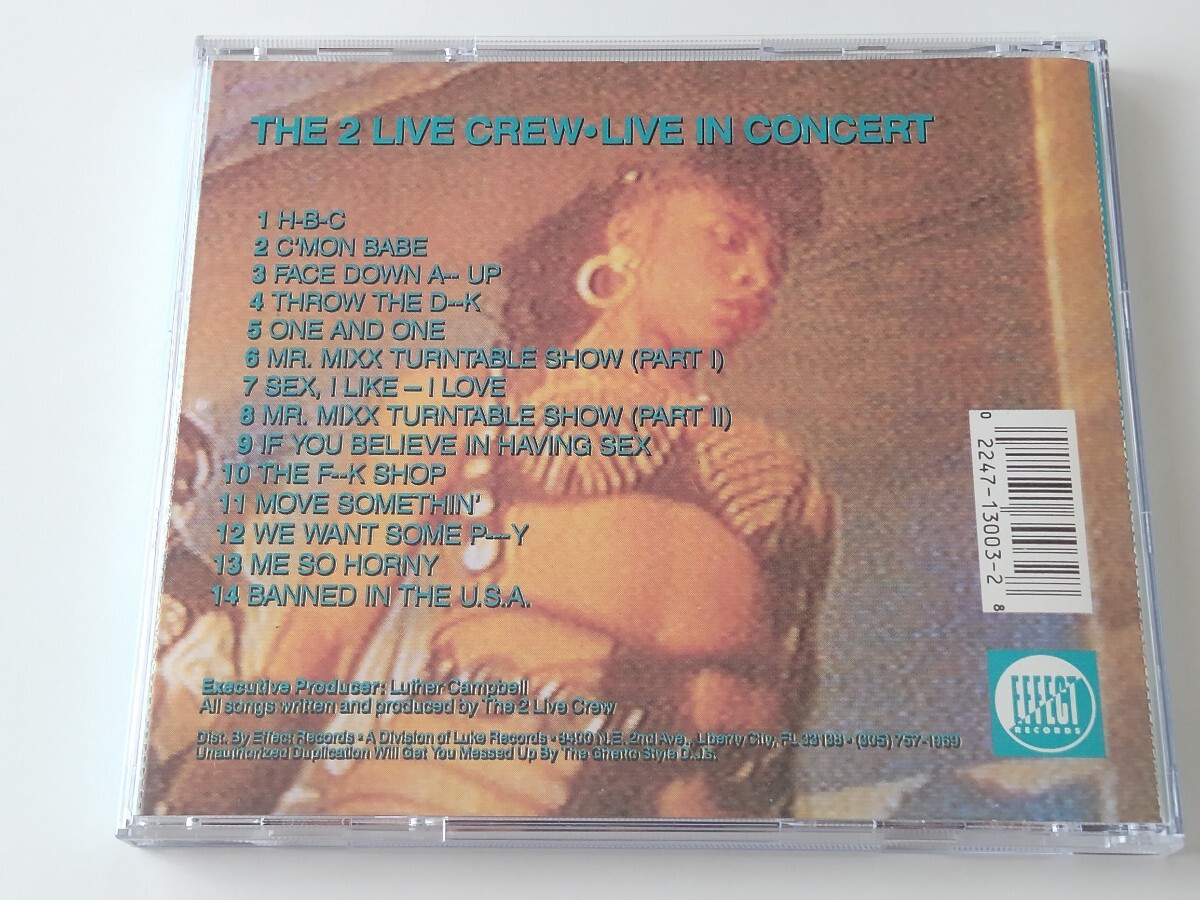 THE 2 LIVE CREW•LIVE IN CONCERT
1 H-B-C
2 C'MON BABE
3 FACE DOWN A-- UP
4 THROW THE D--K
5 ONE AND ONE
6 MR. MIXX TURNTABLE SHOW (PART I)
7 SEX, I LIKE – I LOVE
8 MR. MIXX TURNTABLE SHOW (PART II)
9 IF YOU BELIEVE IN HAVING SEX
10 THE F--K SHOP
11 MOVE SOMETHIN'
12 WE WANT SOME P---Y
13 ME SO HORNY
14 BANNED IN THE U.S.A.
Executive Producer: Luther Campbell
All songs written and produced by The 2 Live Crew
Dist. By Effect Records • A Division of Luke Records • 8400 N.E. 2nd Ave., Liberty City, FL 33138 • (305) 757-1969
Unauthorized Duplication Will Get You Messed Up By The Ghetto Style D.J.s.
0 2247-13003-2 8
EFFECT
RECORDS